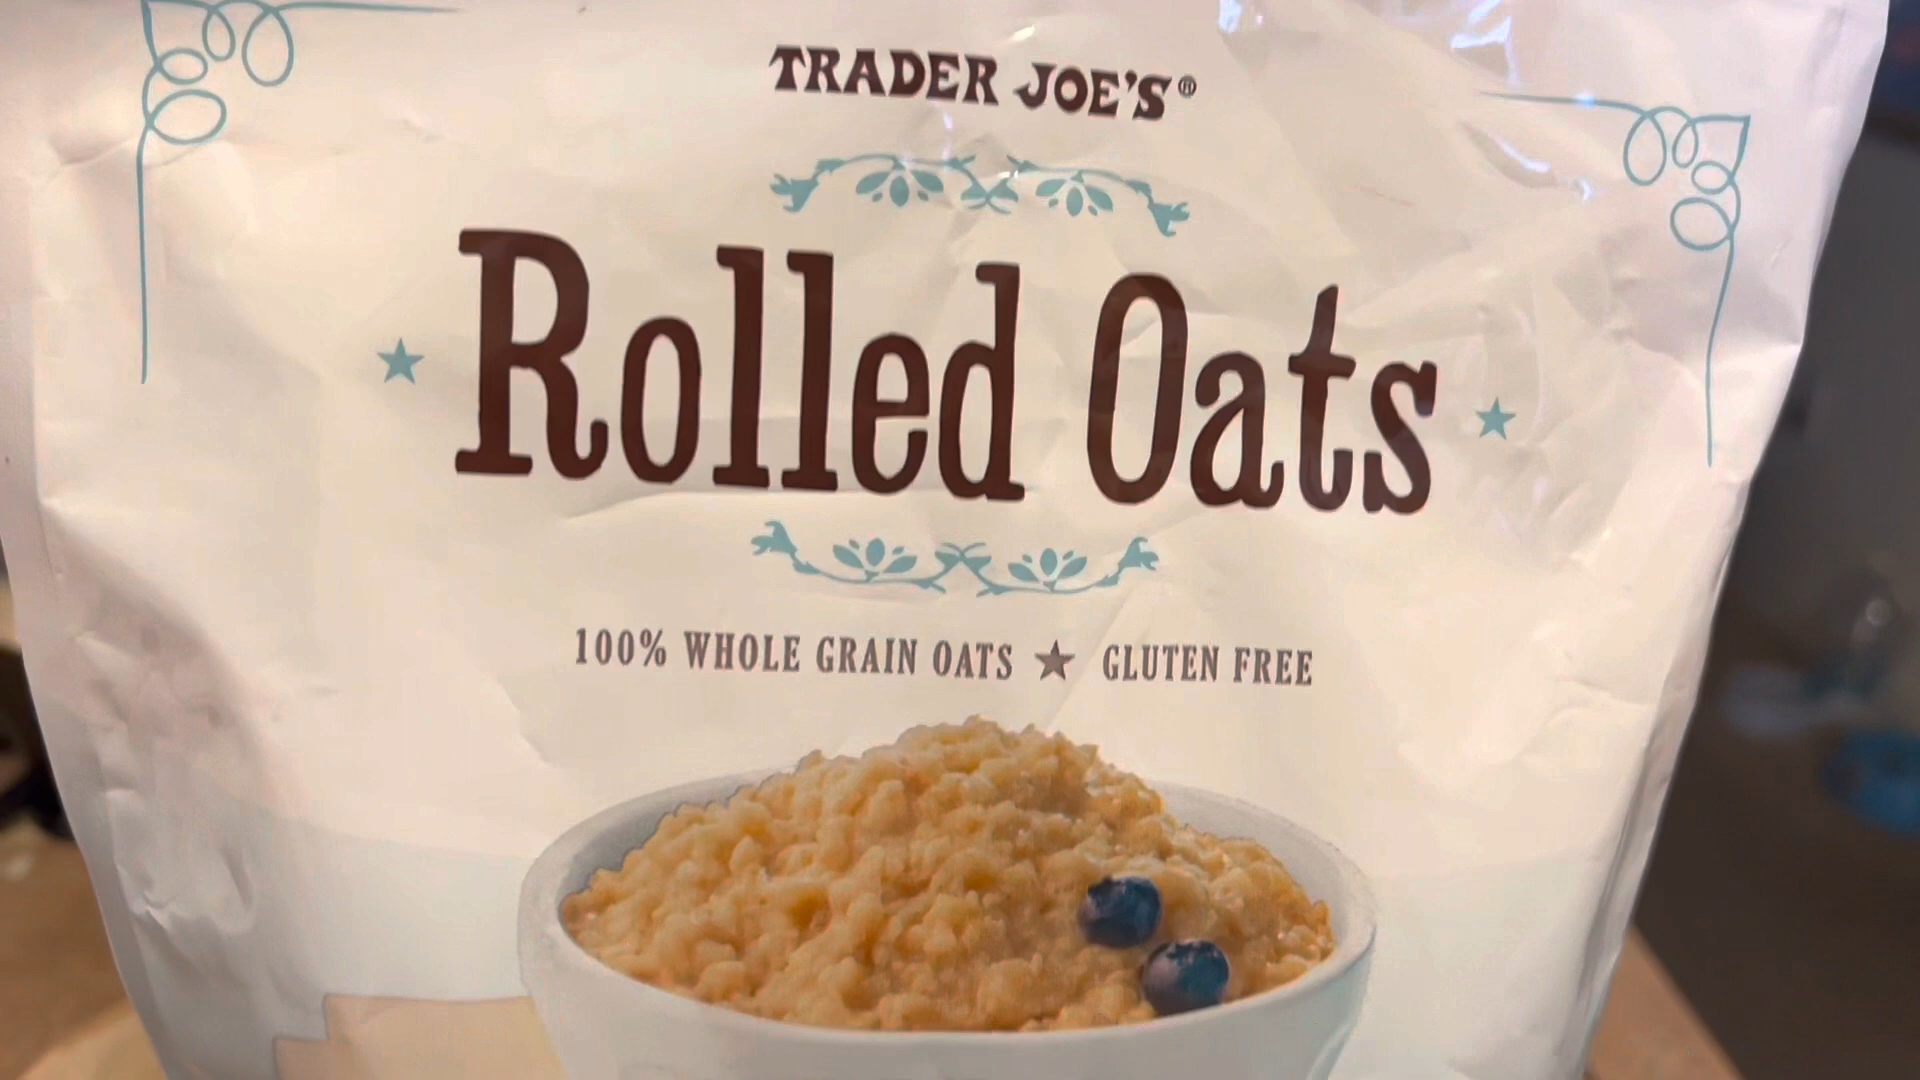 TRADER JOE'S®
Rolled Oats
100% WHOLE GRAIN OATS ★ GLUTEN FREE